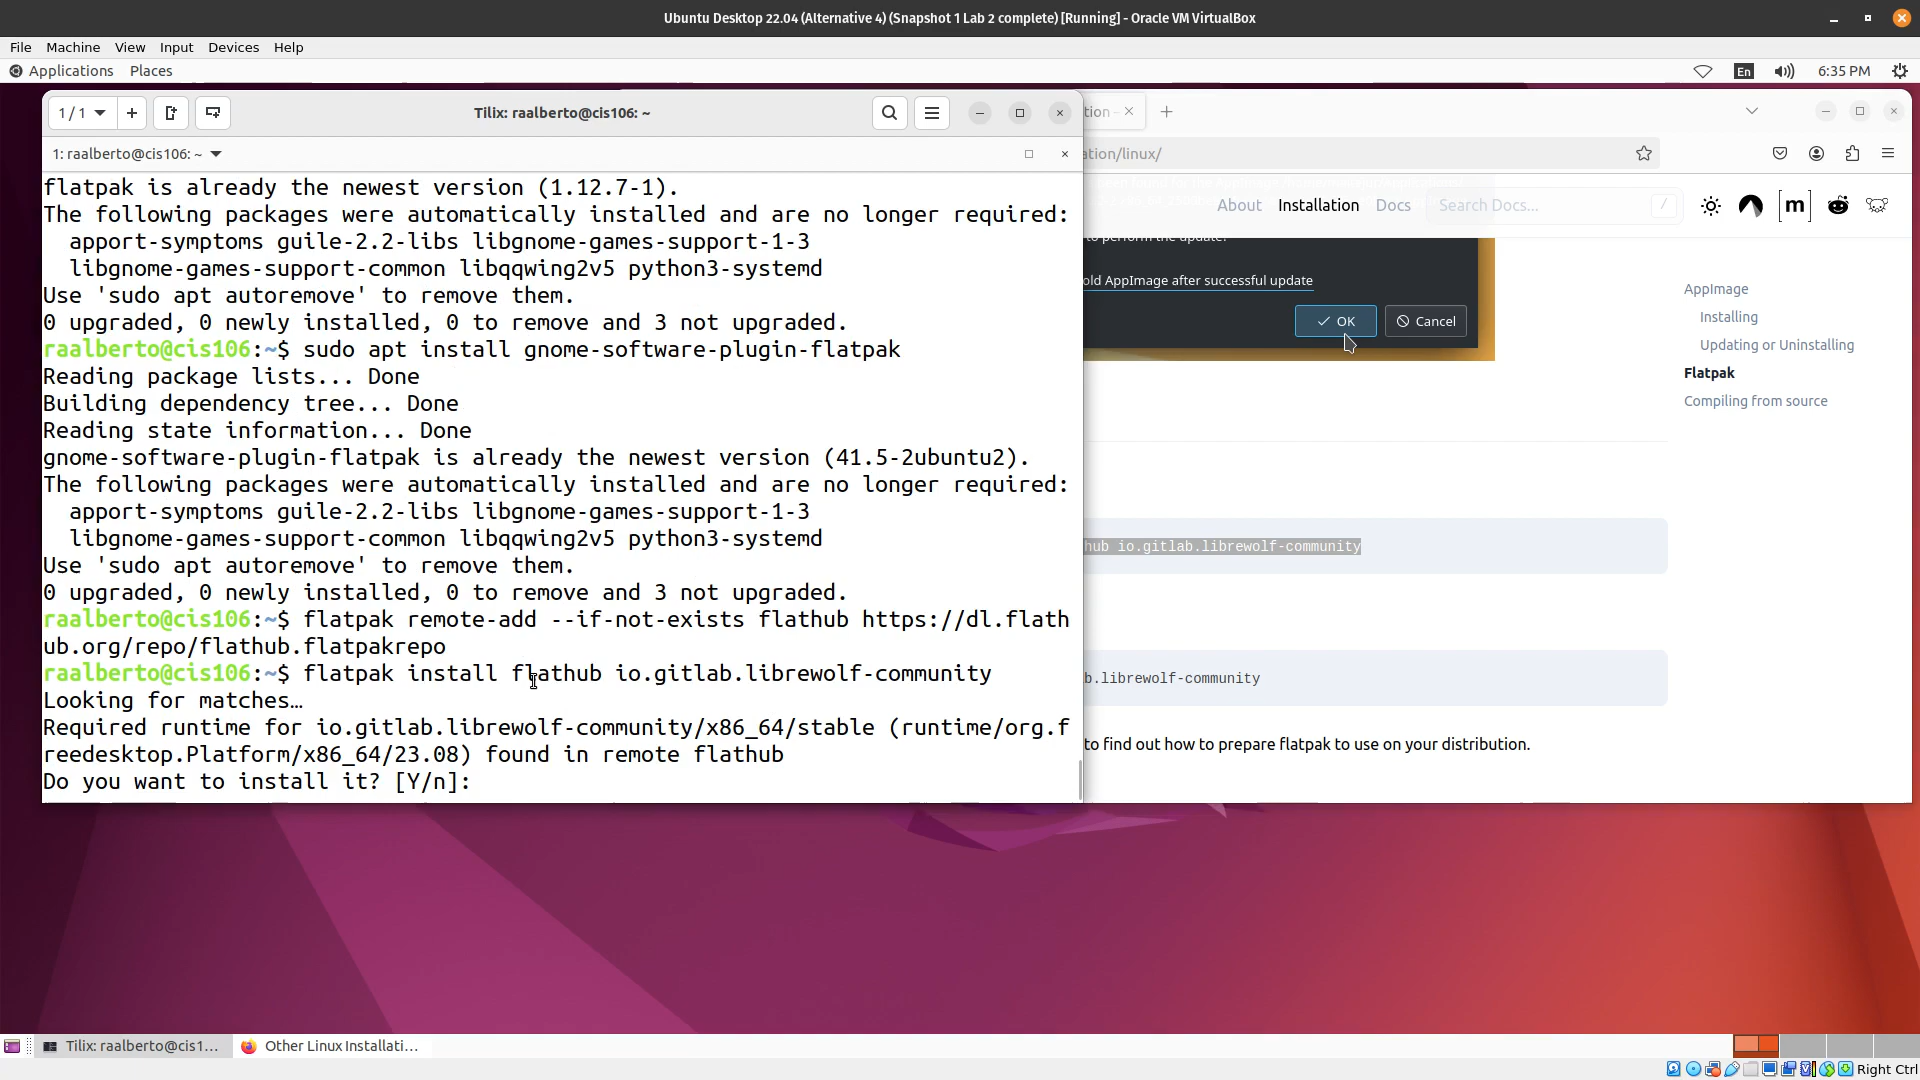 Ubuntu Desktop 22.04 (Alternative 4) (Snapshot 1 Lab 2 complete) [Running] - Oracle VM VirtualBox
File Machine View Input Devices Help
Applications Places
En 6:35 PM
1 / 1 Tilix: raalberto@cis106: ~
1: raalberto@cis106: ~
flatpak is already the newest version (1.12.7-1).
The following packages were automatically installed and are no longer required:
apport-symptoms guile-2.2-libs libgnome-games-support-1-3
libgnome-games-support-common libqqwing2v5 python3-systemd
Use 'sudo apt autoremove' to remove them.
0 upgraded, 0 newly installed, 0 to remove and 3 not upgraded.
raalberto@cis106:~$ sudo apt install gnome-software-plugin-flatpak
Reading package lists... Done
Building dependency tree... Done
Reading state information... Done
gnome-software-plugin-flatpak is already the newest version (41.5-2ubuntu2).
The following packages were automatically installed and are no longer required:
apport-symptoms guile-2.2-libs libgnome-games-support-1-3
libgnome-games-support-common libqqwing2v5 python3-systemd
Use 'sudo apt autoremove' to remove them.
0 upgraded, 0 newly installed, 0 to remove and 3 not upgraded.
raalberto@cis106:~$ flatpak remote-add --if-not-exists flathub https://dl.flath
ub.org/repo/flathub.flatpakrepo
raalberto@cis106:~$ flatpak install flathub io.gitlab.librewolf-community
Looking for matches…
Required runtime for io.gitlab.librewolf-community/x86_64/stable (runtime/org.f
reedesktop.Platform/x86_64/23.08) found in remote flathub
Do you want to install it? [Y/n]:
tion -
ation/linux/
About Installation Docs Search Docs... /
[m]
to perform the update?
old AppImage after successful update
OK Cancel
hub io.gitlab.librewolf-community
b.librewolf-community
to find out how to prepare flatpak to use on your distribution.
AppImage
Installing
Updating or Uninstalling
Flatpak
Compiling from source
Tilix: raalberto@cis1... Other Linux Installati...
Right Ctrl